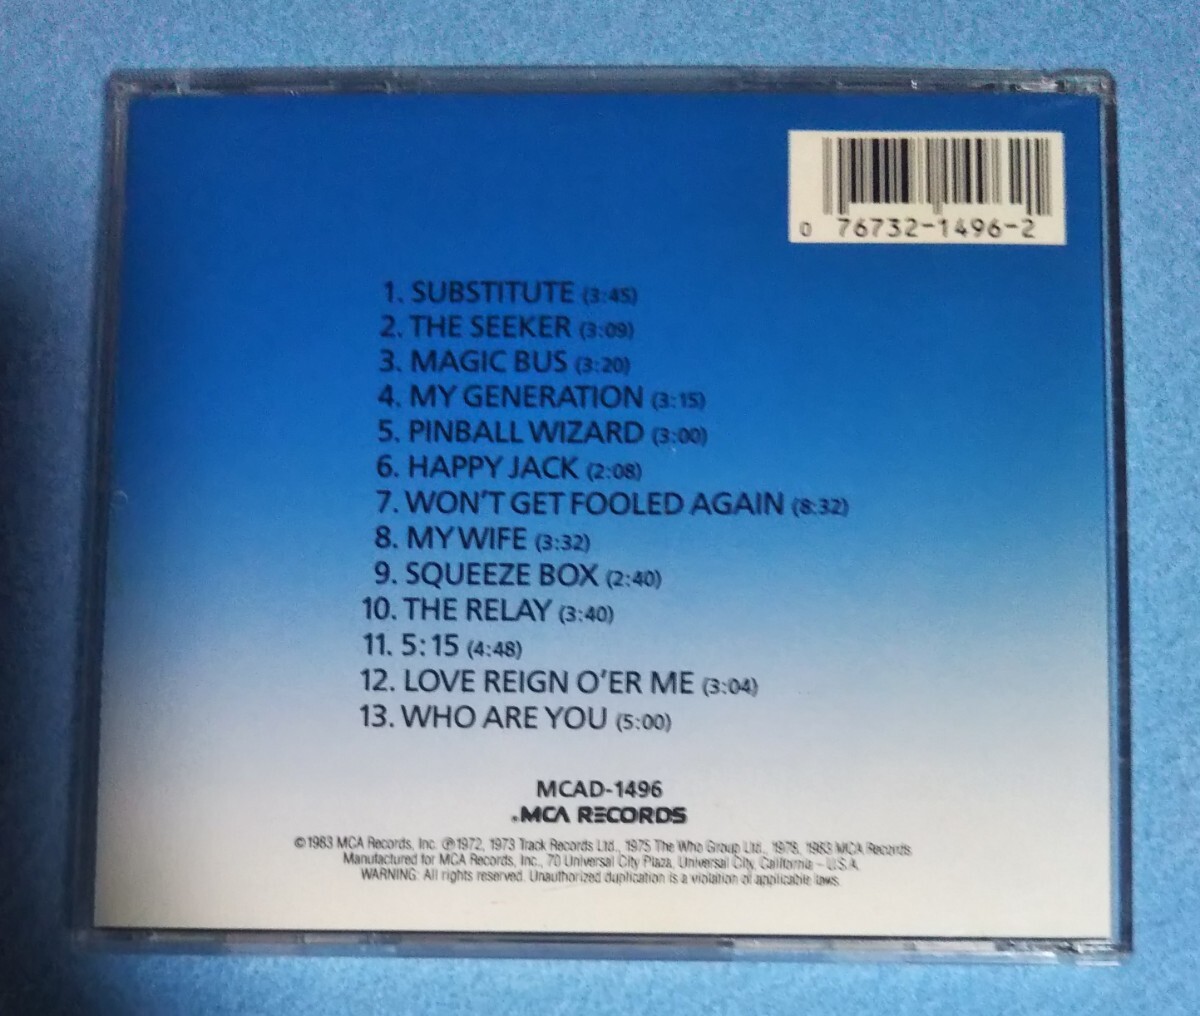 0 76732-1496-2
1. SUBSTITUTE (3:45)
2. THE SEEKER (3:09)
3. MAGIC BUS (3:20)
4. MY GENERATION (3:15)
5. PINBALL WIZARD (3:00)
6. HAPPY JACK (2:08)
7. WON'T GET FOOLED AGAIN (8:32)
8. MY WIFE (3:32)
9. SQUEEZE BOX (2:40)
10. THE RELAY (3:40)
11. 5:15 (4:48)
12. LOVE REIGN O'ER ME (3:04)
13. WHO ARE YOU (5:00)
MCAD-1496
MCA RECORDS
©1983 MCA Records, Inc. ℗1972, 1973 Track Records Ltd., 1975 The Who Group Ltd., 1978, 1983 MCA Records.
Manufactured for MCA Records, Inc., 70 Universal City Plaza, Universal City, California – U.S.A.
WARNING: All rights reserved. Unauthorized duplication is a violation of applicable laws.